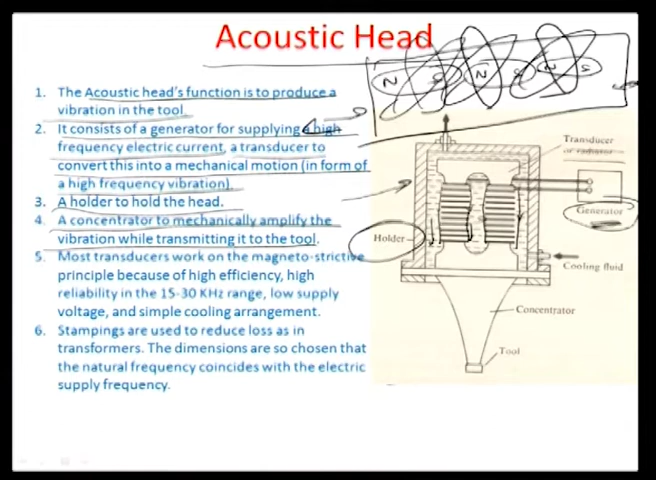 Acoustic Head
1. The Acoustic head's function is to produce a
vibration in the tool
2. It consists of a generator for supplying a high
frequency electric current, a transducer to
convert this into a mechanical motion (in form of
a high frequency vibration).
3. A holder to hold the head.
4. A concentrator to mechanically amplify the
vibration while transmitting it to the tool.
5. Most transducers work on the magneto-strictive
principle because of high efficiency, high
reliability in the 15-30 KHz range, low supply
voltage, and simple cooling arrangement.
6. Stampings are used to reduce loss as in
transformers. The dimensions are so chosen that
the natural frequency coincides with the electric
supply frequency.
N S N S N S
Transducer
or radiator
Generator
Holder
Cooling fluid
Concentrator
Tool